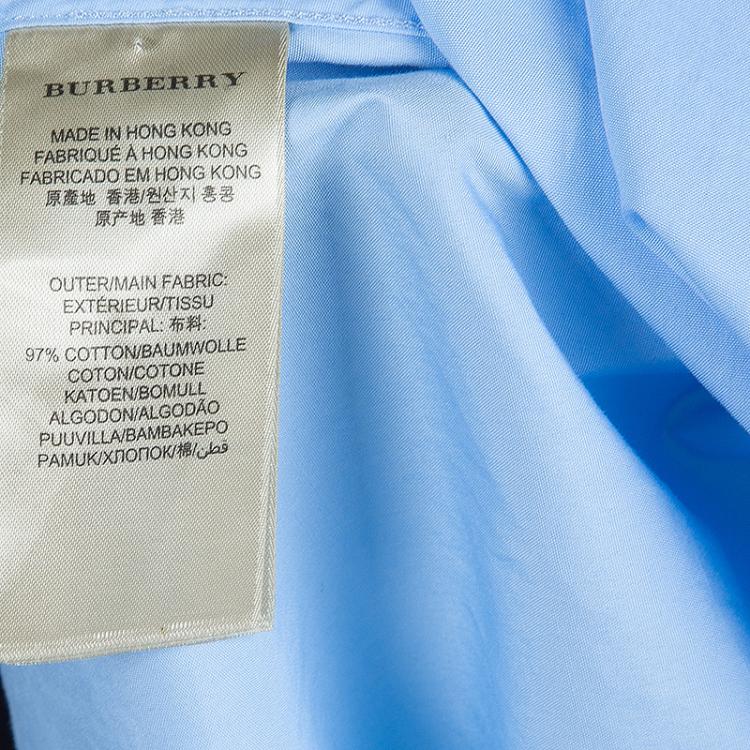 BURBERRY
MADE IN HONG KONG
FABRIQUÉ À HONG KONG
FABRICADO EM HONG KONG
原產地 香港/원산지 홍콩
原产地 香港
OUTER/MAIN FABRIC:
EXTÉRIEUR/TISSU
PRINCIPAL: 布料:
97% COTTON/BAUMWOLLE
COTON/COTONE
KATOEN/BOMULL
ALGODON/ALGODÃO
PUUVILLA/BAMBAKEPO
PAMUK/ХЛОПОК/棉/قطن